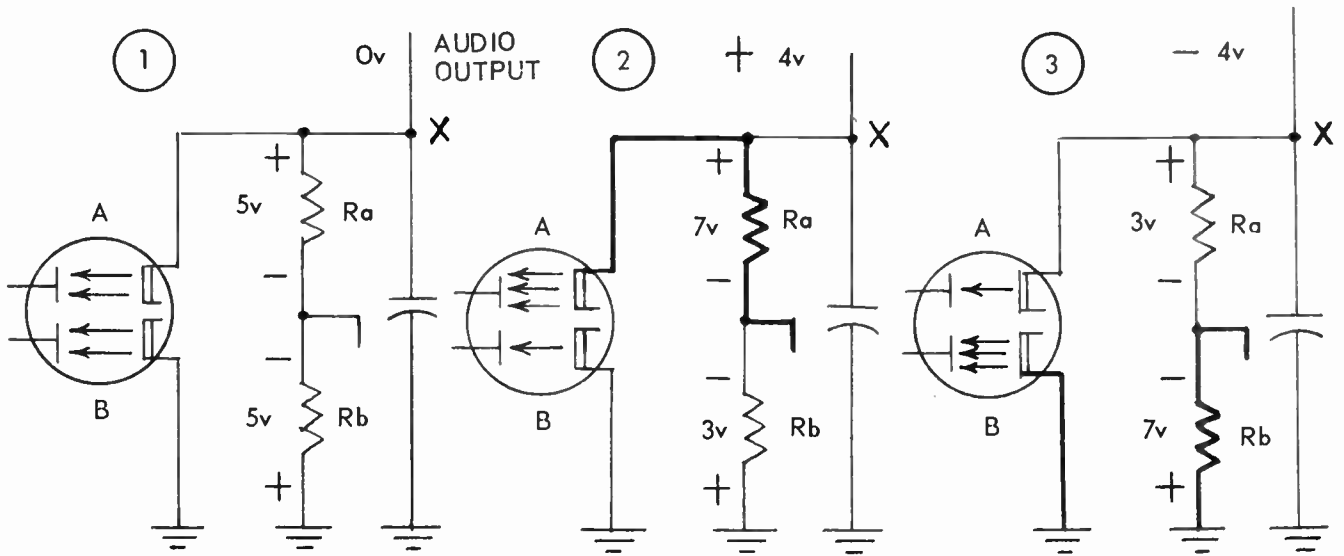 1
0v AUDIO
OUTPUT
X
+
5v Ra
−
A
−
5v Rb
+
B
2
+ 4v
X
+
7v Ra
−
A
−
3v Rb
+
B
3
− 4v
X
+
3v Ra
−
A
−
7v Rb
+
B